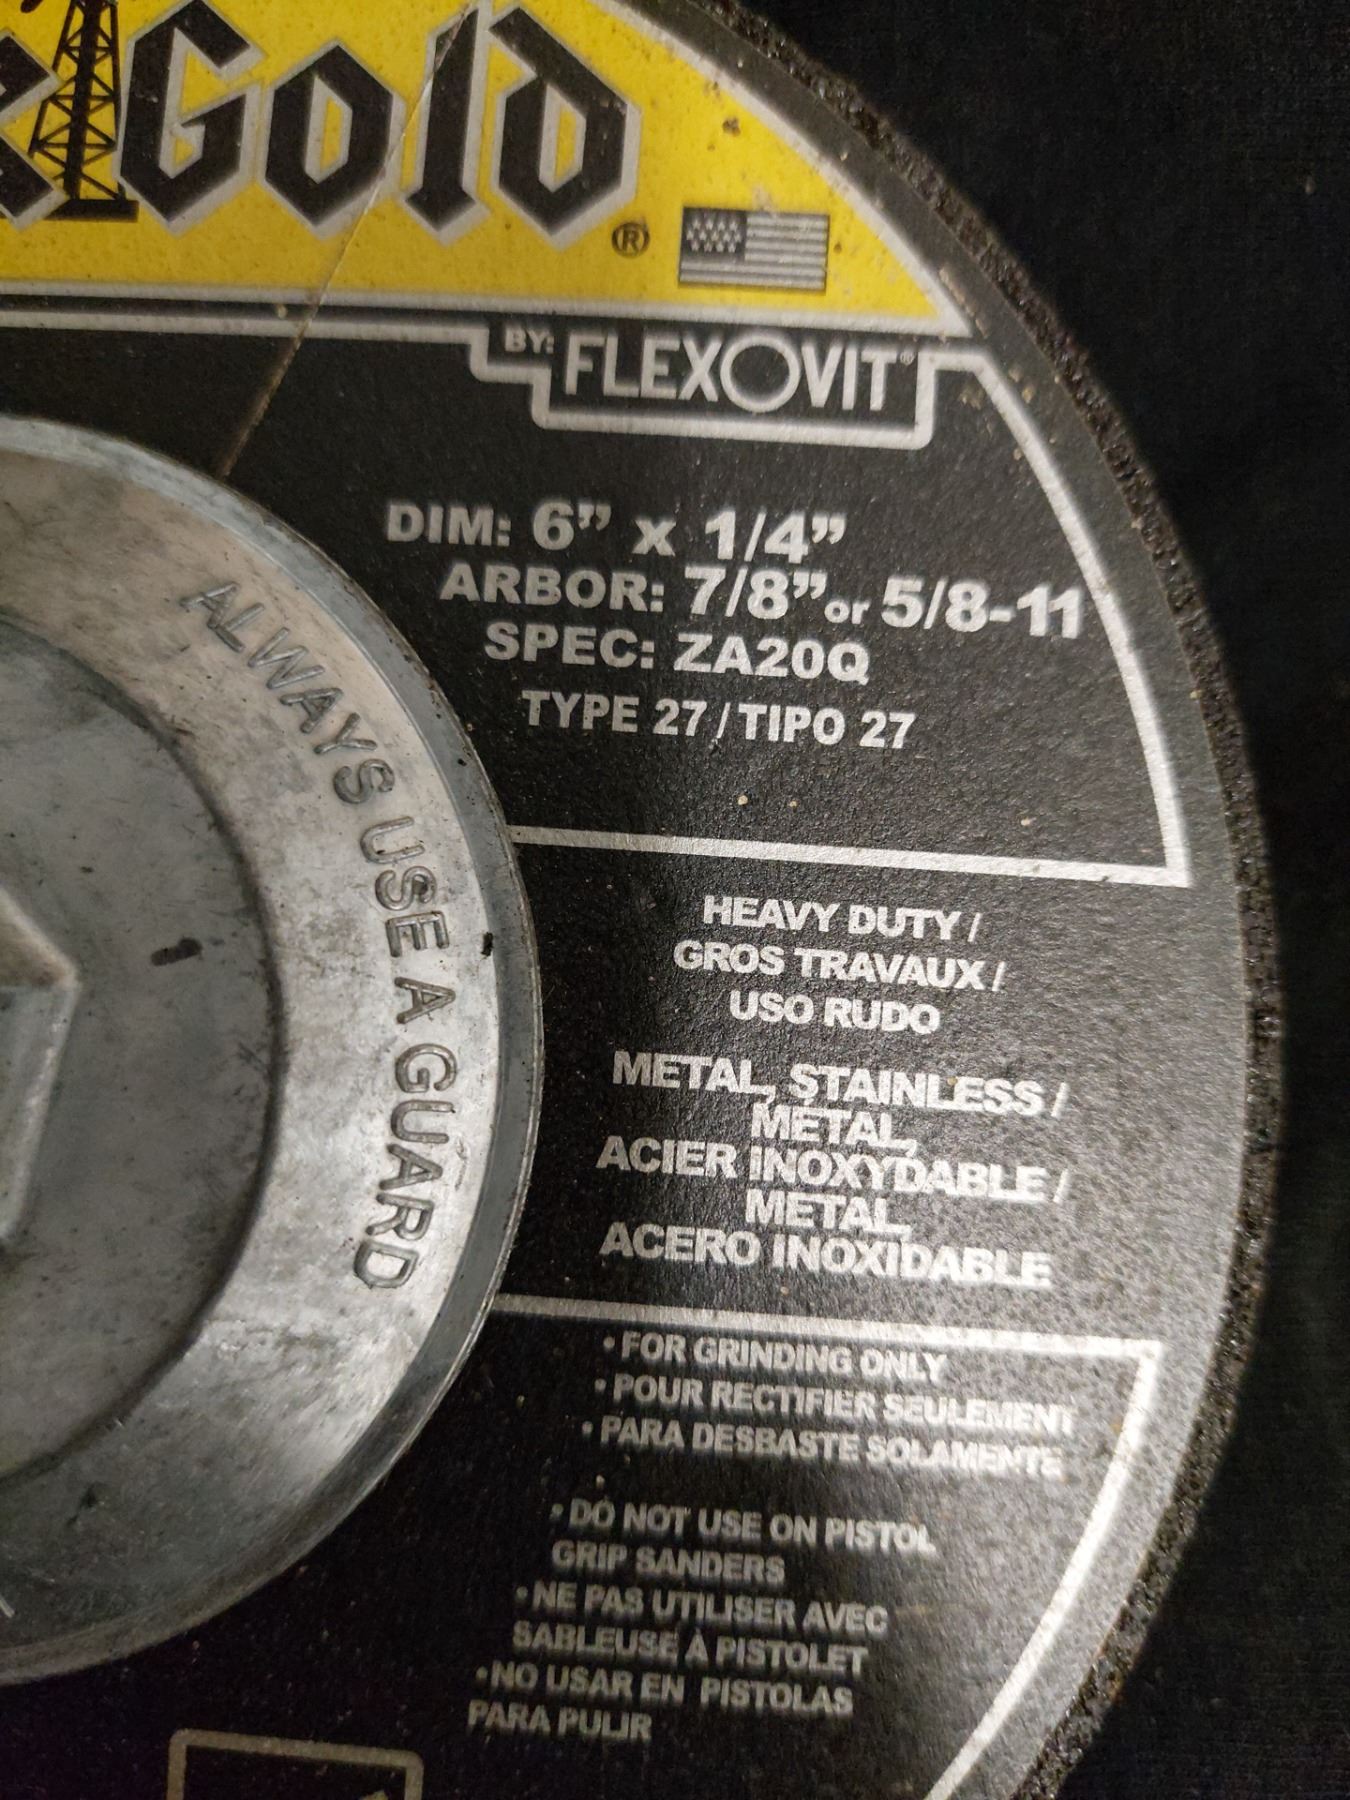 Gold®
BY: FLEXOVIT®
DIM: 6" x 1/4"
ARBOR: 7/8" or 5/8-11
SPEC: ZA20Q
TYPE 27 / TIPO 27
ALWAYS USE A GUARD
HEAVY DUTY /
GROS TRAVAUX /
USO RUDO
METAL, STAINLESS /
METAL,
ACIER INOXYDABLE /
METAL,
ACERO INOXIDABLE
• FOR GRINDING ONLY
• POUR RECTIFIER SEULEMENT
• PARA DESBASTE SOLAMENTE
• DO NOT USE ON PISTOL
GRIP SANDERS
• NE PAS UTILISER AVEC
SABLEUSE À PISTOLET
• NO USAR EN PISTOLAS
PARA PULIR